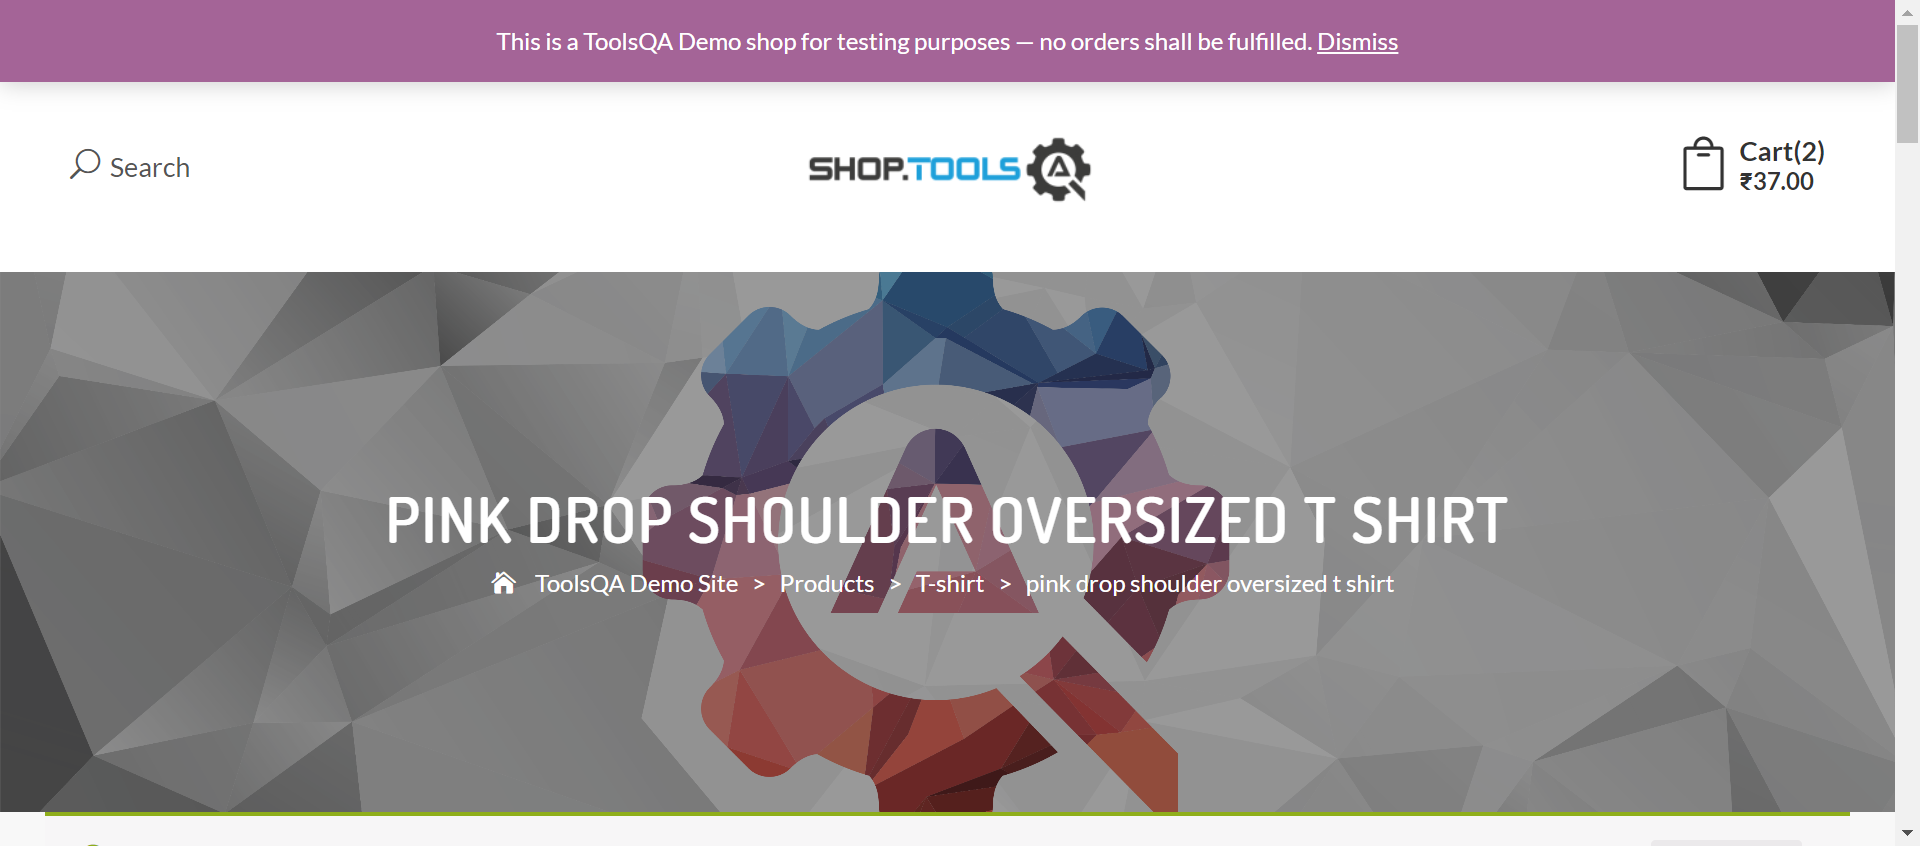 This is a ToolsQA Demo shop for testing purposes — no orders shall be fulfilled. Dismiss
Search
SHOP.TOOLS
Cart(2)
₹37.00
PINK DROP SHOULDER OVERSIZED T SHIRT
ToolsQA Demo Site > Products > T-shirt > pink drop shoulder oversized t shirt